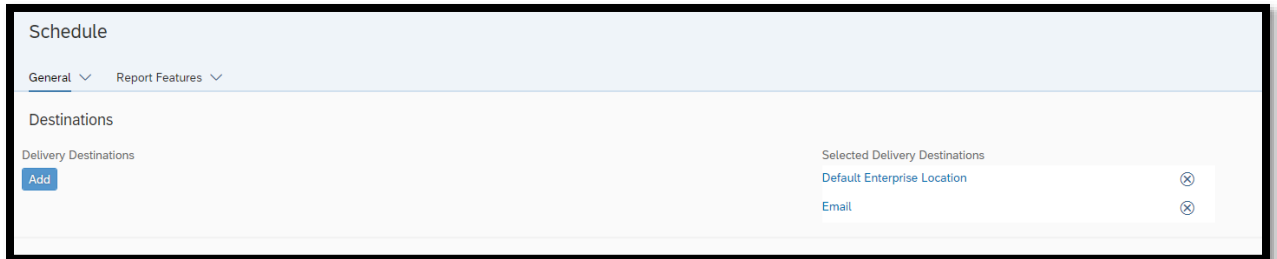 Schedule
General Report Features
Destinations
Delivery Destinations
Add
Selected Delivery Destinations
Default Enterprise Location
Email